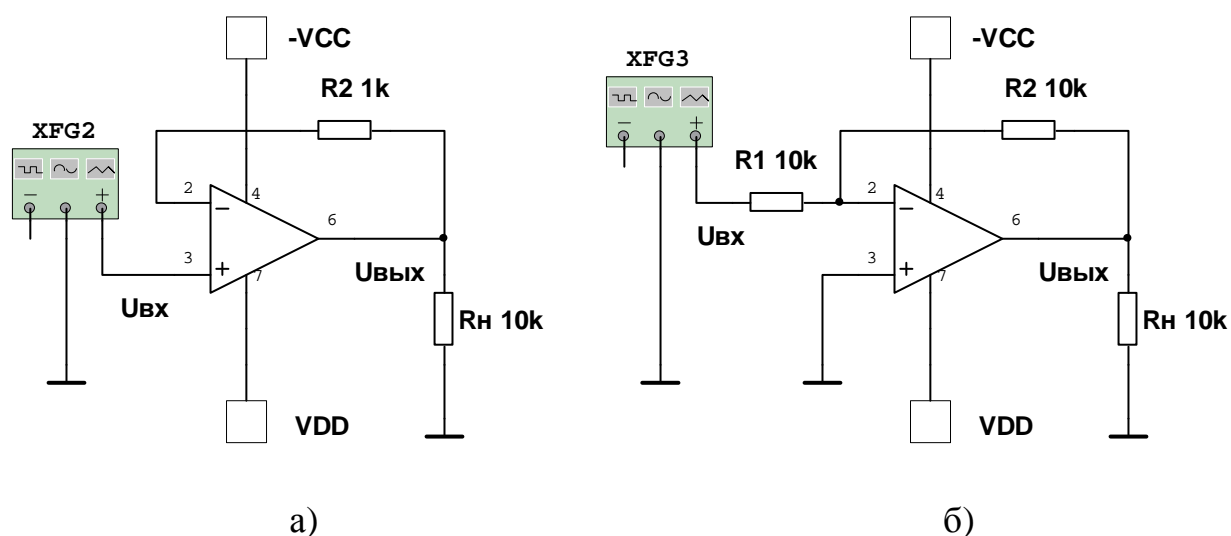 -VCC
R2 1k
XFG2
2
4
6
3
7
Uвх
Uвых
Rн 10k
VDD
а)
-VCC
XFG3
R2 10k
R1 10k
2
4
6
Uвх
3
7
Uвых
Rн 10k
VDD
б)